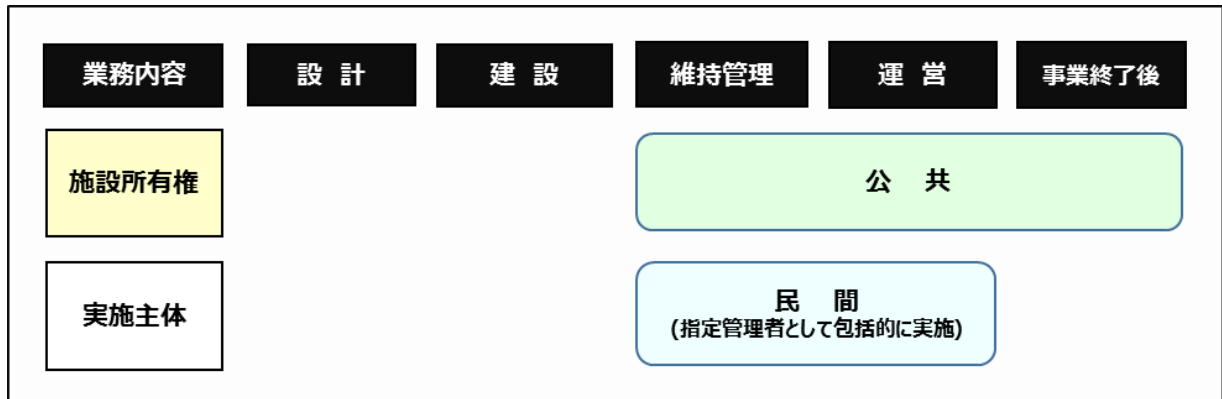 業務内容 設 計 建 設 維持管理 運 営 事業終了後
施設所有権 公 共
実施主体 民 間
(指定管理者として包括的に実施)